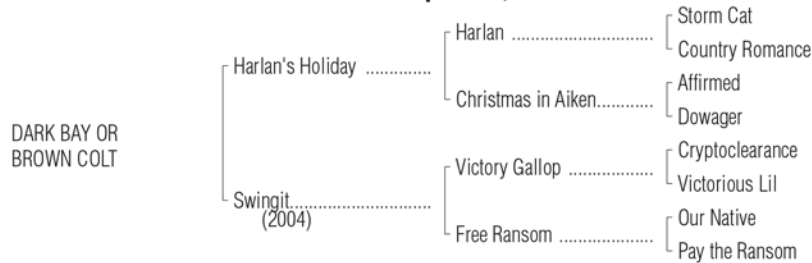 Storm Cat
Harlan ............................
Country Romance
Harlan's Holiday .............
Affirmed
Christmas in Aiken...........
Dowager
DARK BAY OR
BROWN COLT
Cryptoclearance
Victory Gallop .................
Victorious Lil
Swingit............................
(2004)
Our Native
Free Ransom ...................
Pay the Ransom